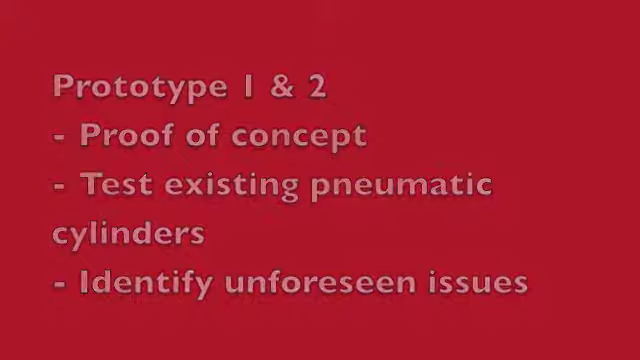 Prototype 1 & 2
- Proof of concept
- Test existing pneumatic
cylinders
- Identify unforeseen issues